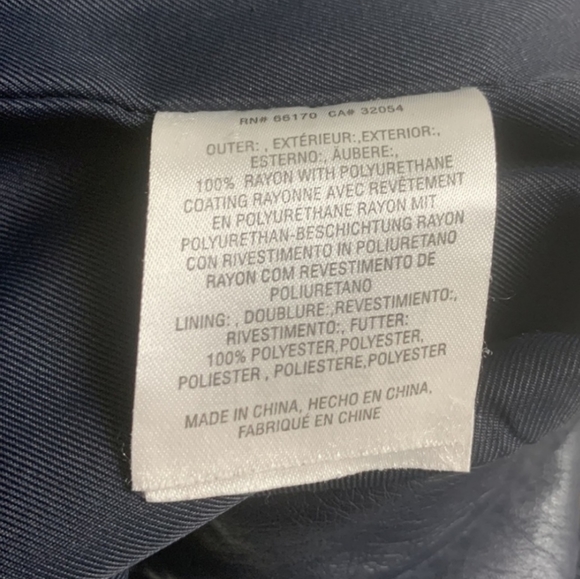 RN# 66170 CA# 32054
OUTER: , EXTÉRIEUR:,EXTERIOR:,
ESTERNO:, ÄUBERE:,
100% RAYON WITH POLYURETHANE
COATING RAYONNE AVEC REVÊTEMENT
EN POLYURÉTHANE RAYON MIT
POLYURETHAN-BESCHICHTUNG RAYON
CON RIVESTIMENTO IN POLIURETANO
RAYON COM REVESTIMENTO DE
POLIURETANO
LINING: , DOUBLURE:,REVESTIMIENTO:,
RIVESTIMENTO:, FUTTER:
100% POLYESTER,POLYESTER,
POLIESTER , POLIESTERE,POLYESTER
MADE IN CHINA, HECHO EN CHINA,
FABRIQUÉ EN CHINE